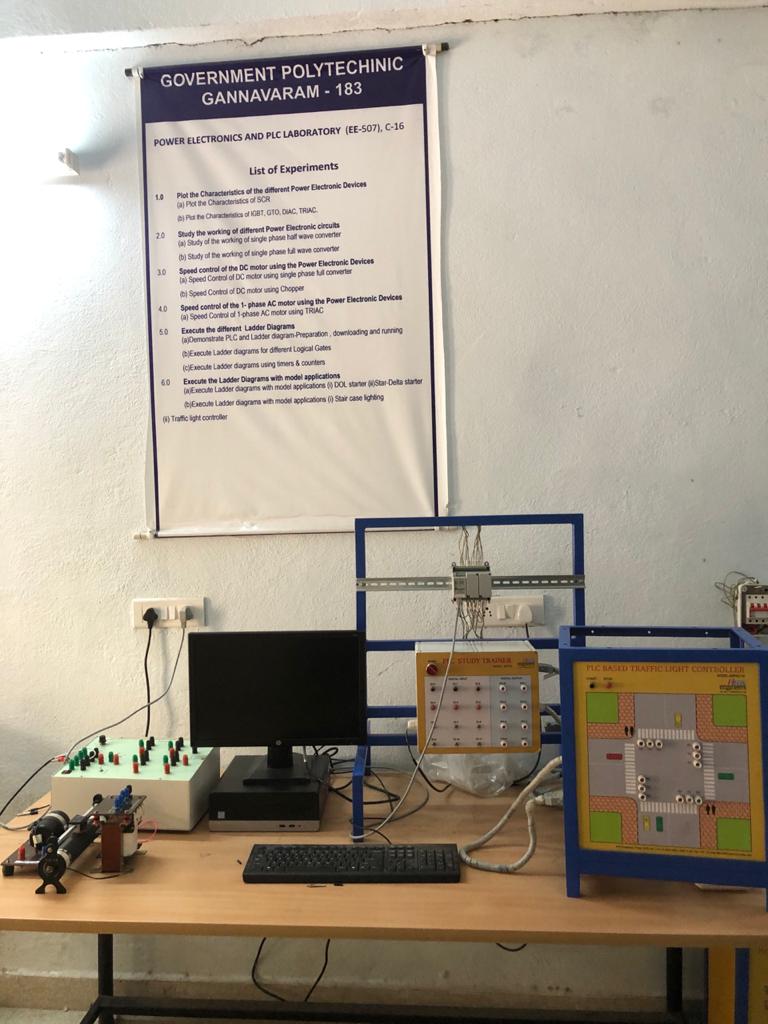 GOVERNMENT POLYTECHINIC
GANNAVARAM - 183
POWER ELECTRONICS AND PLC LABORATORY (EE-507), C-16
List of Experiments
1.0 Plot the Characteristics of the different Power Electronic Devices
(a) Plot the Characteristics of SCR
(b) Plot the Characteristics of IGBT, GTO, DIAC, TRIAC.
2.0 Study the working of different Power Electronic circuits
(a) Study of the working of single phase half wave converter
(b) Study of the working of single phase full wave converter
3.0 Speed control of the DC motor using the Power Electronic Devices
(a) Speed Control of DC motor using single phase full converter
(b) Speed Control of DC motor using Chopper
4.0 Speed control of the 1- phase AC motor using the Power Electronic Devices
(a) Speed Control of 1-phase AC motor using TRIAC
5.0 Execute the different Ladder Diagrams
(a)Demonstrate PLC and Ladder diagram-Preparation , downloading and running
(b)Execute Ladder diagrams for different Logical Gates
(c)Execute Ladder diagrams using timers & counters
6.0 Execute the Ladder Diagrams with model applications
(a)Execute Ladder diagrams with model applications (i) DOL starter (ii)Star-Delta starter
(b)Execute Ladder diagrams with model applications (i) Stair case lighting
(ii) Traffic light controller
STUDY TRAINER
PLC BASED TRAFFIC LIGHT CONTROLLER